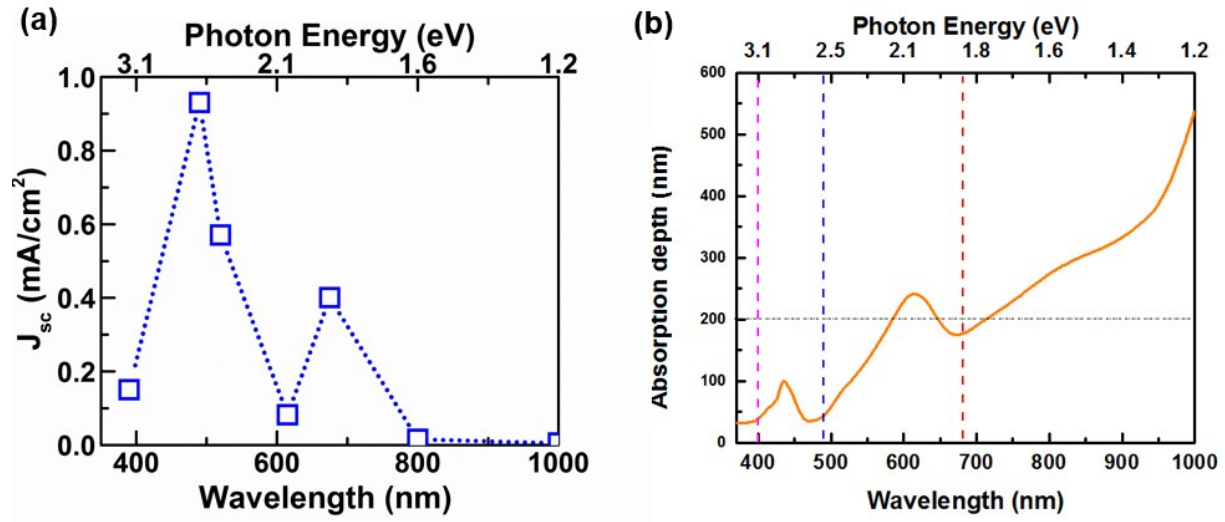 (a)
Photon Energy (eV)
3.1 2.1 1.6 1.2
1.0
0.8
0.6
0.4
0.2
0.0
J_sc (mA/cm²)
400 600 800 1000
Wavelength (nm)
(b)
Photon Energy (eV)
3.1 2.5 2.1 1.8 1.6 1.4 1.2
600
500
400
300
200
100
0
Absorption depth (nm)
400 500 600 700 800 900 1000
Wavelength (nm)